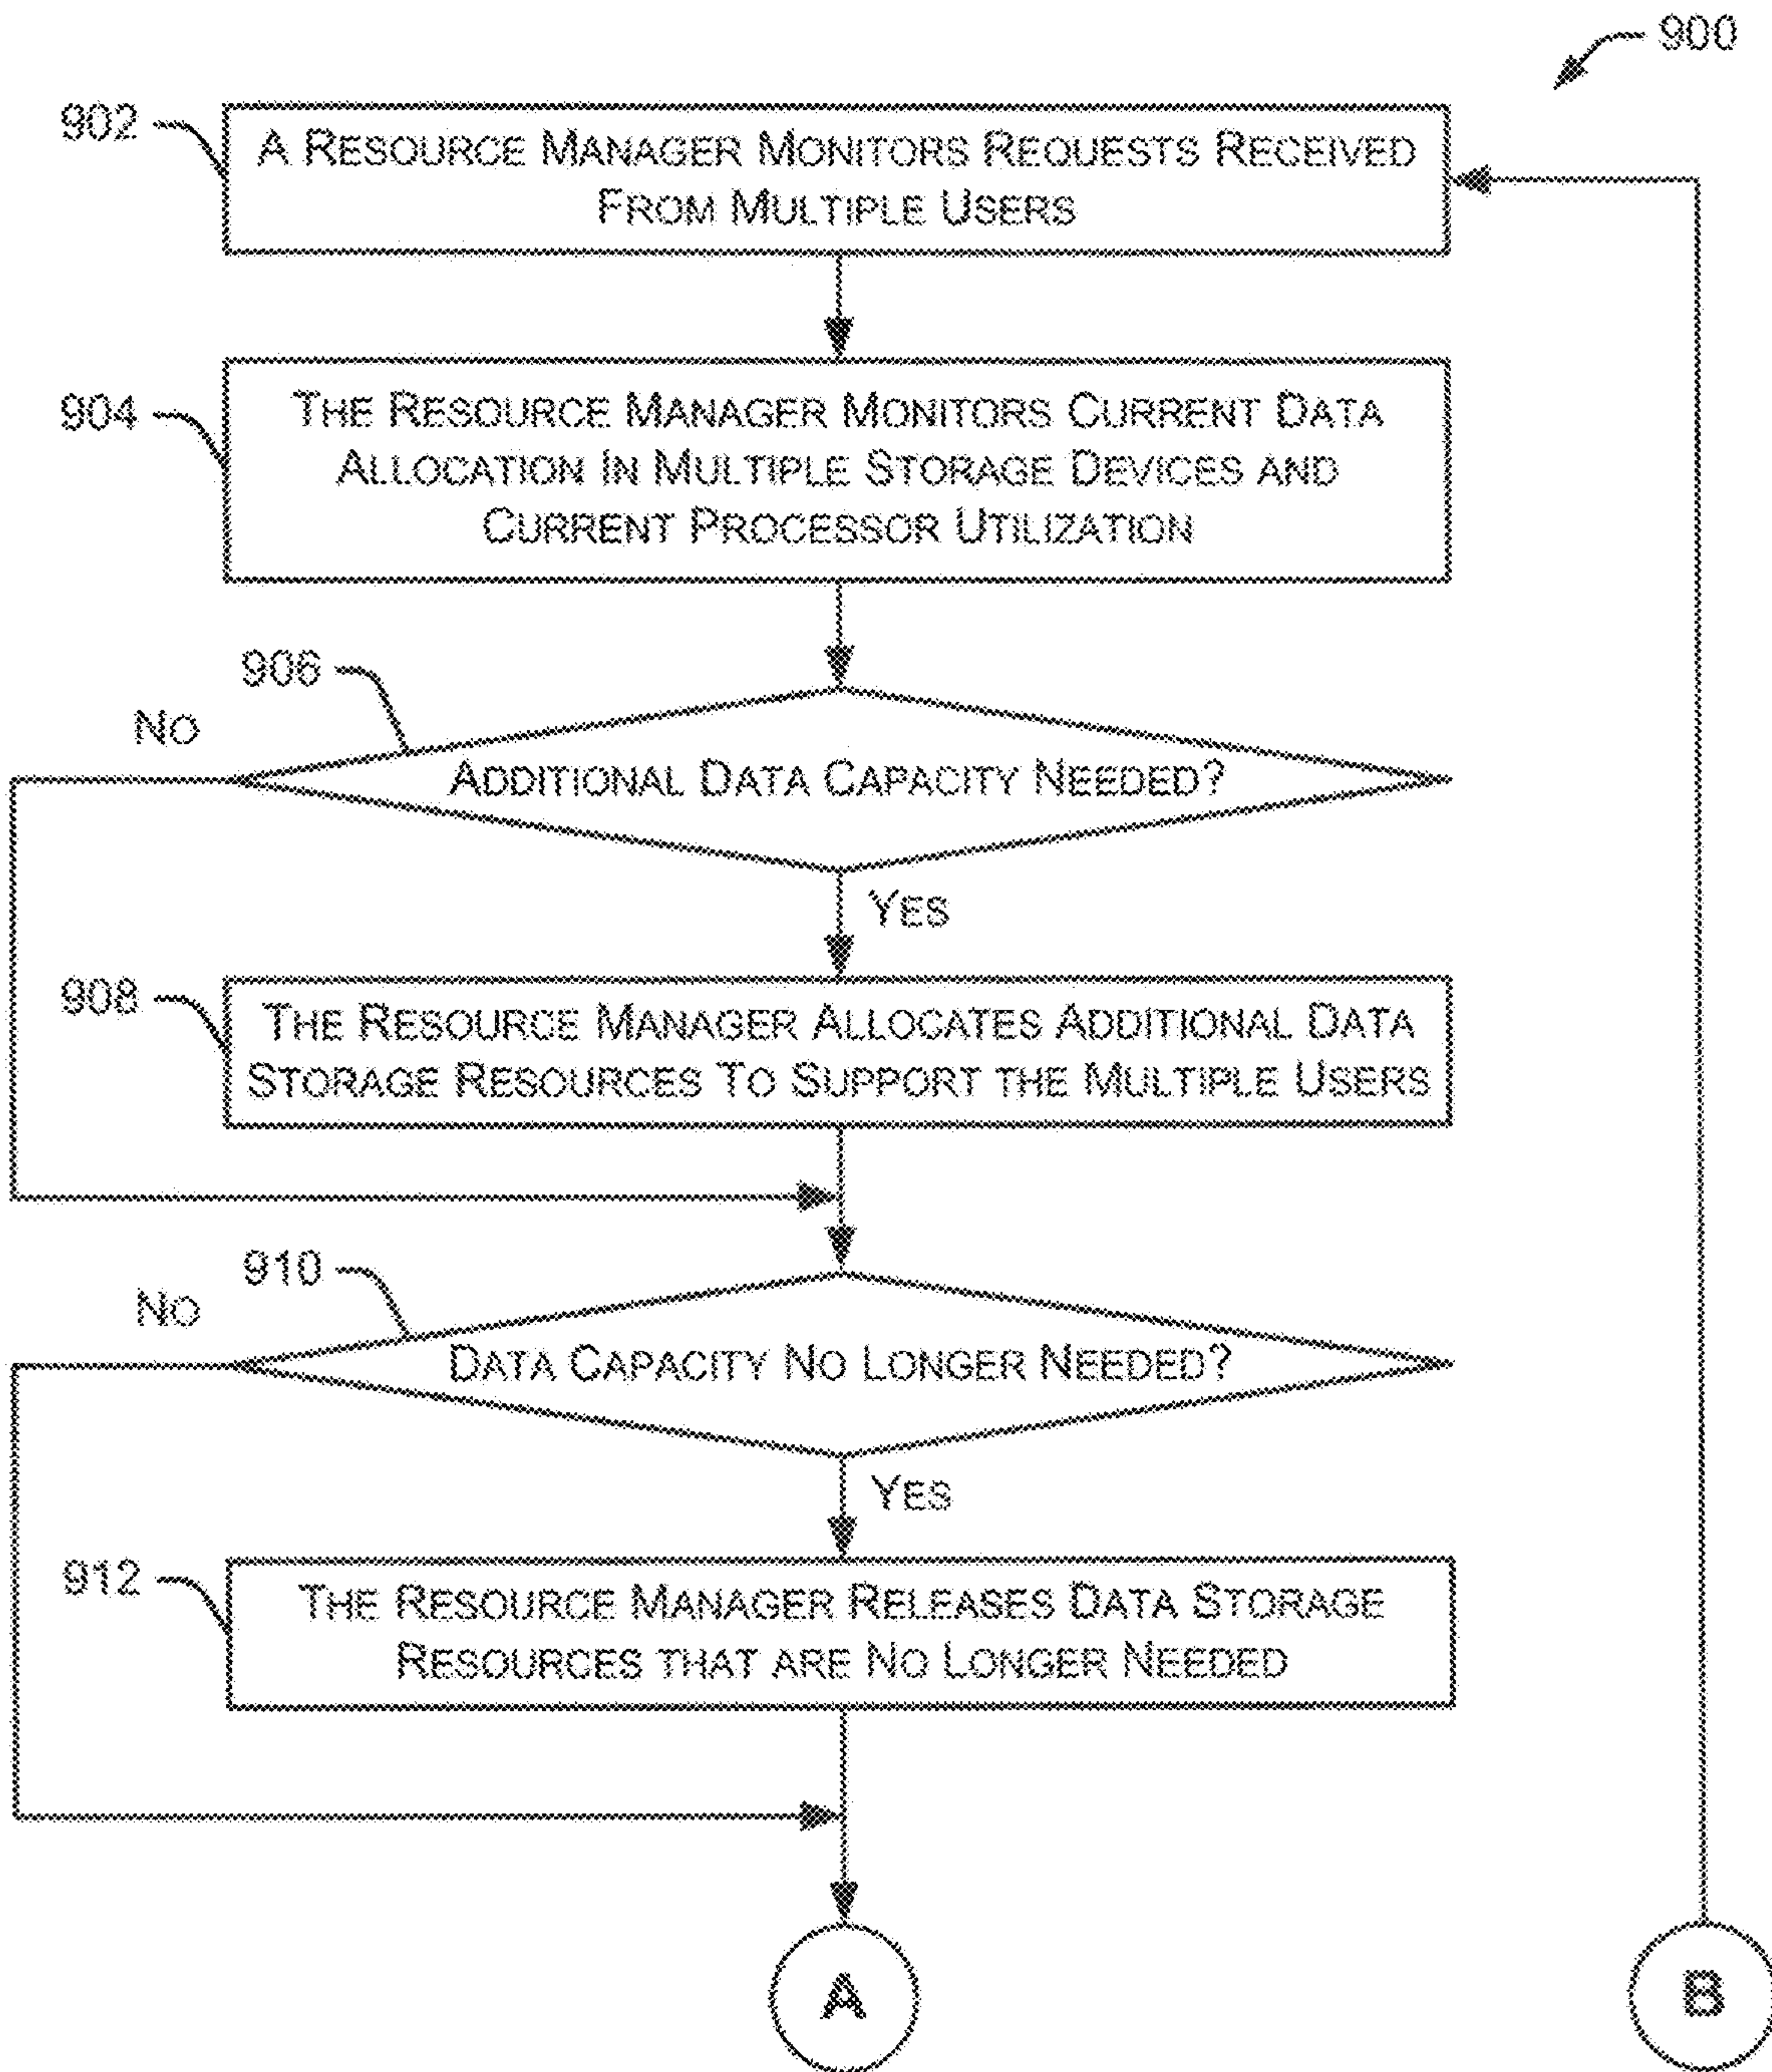 900
902
A RESOURCE MANAGER MONITORS REQUESTS RECEIVED
FROM MULTIPLE USERS
904
THE RESOURCE MANAGER MONITORS CURRENT DATA
ALLOCATION IN MULTIPLE STORAGE DEVICES AND
CURRENT PROCESSOR UTILIZATION
906
NO
ADDITIONAL DATA CAPACITY NEEDED?
YES
908
THE RESOURCE MANAGER ALLOCATES ADDITIONAL DATA
STORAGE RESOURCES TO SUPPORT THE MULTIPLE USERS
910
NO
DATA CAPACITY NO LONGER NEEDED?
YES
912
THE RESOURCE MANAGER RELEASES DATA STORAGE
RESOURCES THAT ARE NO LONGER NEEDED
A
B